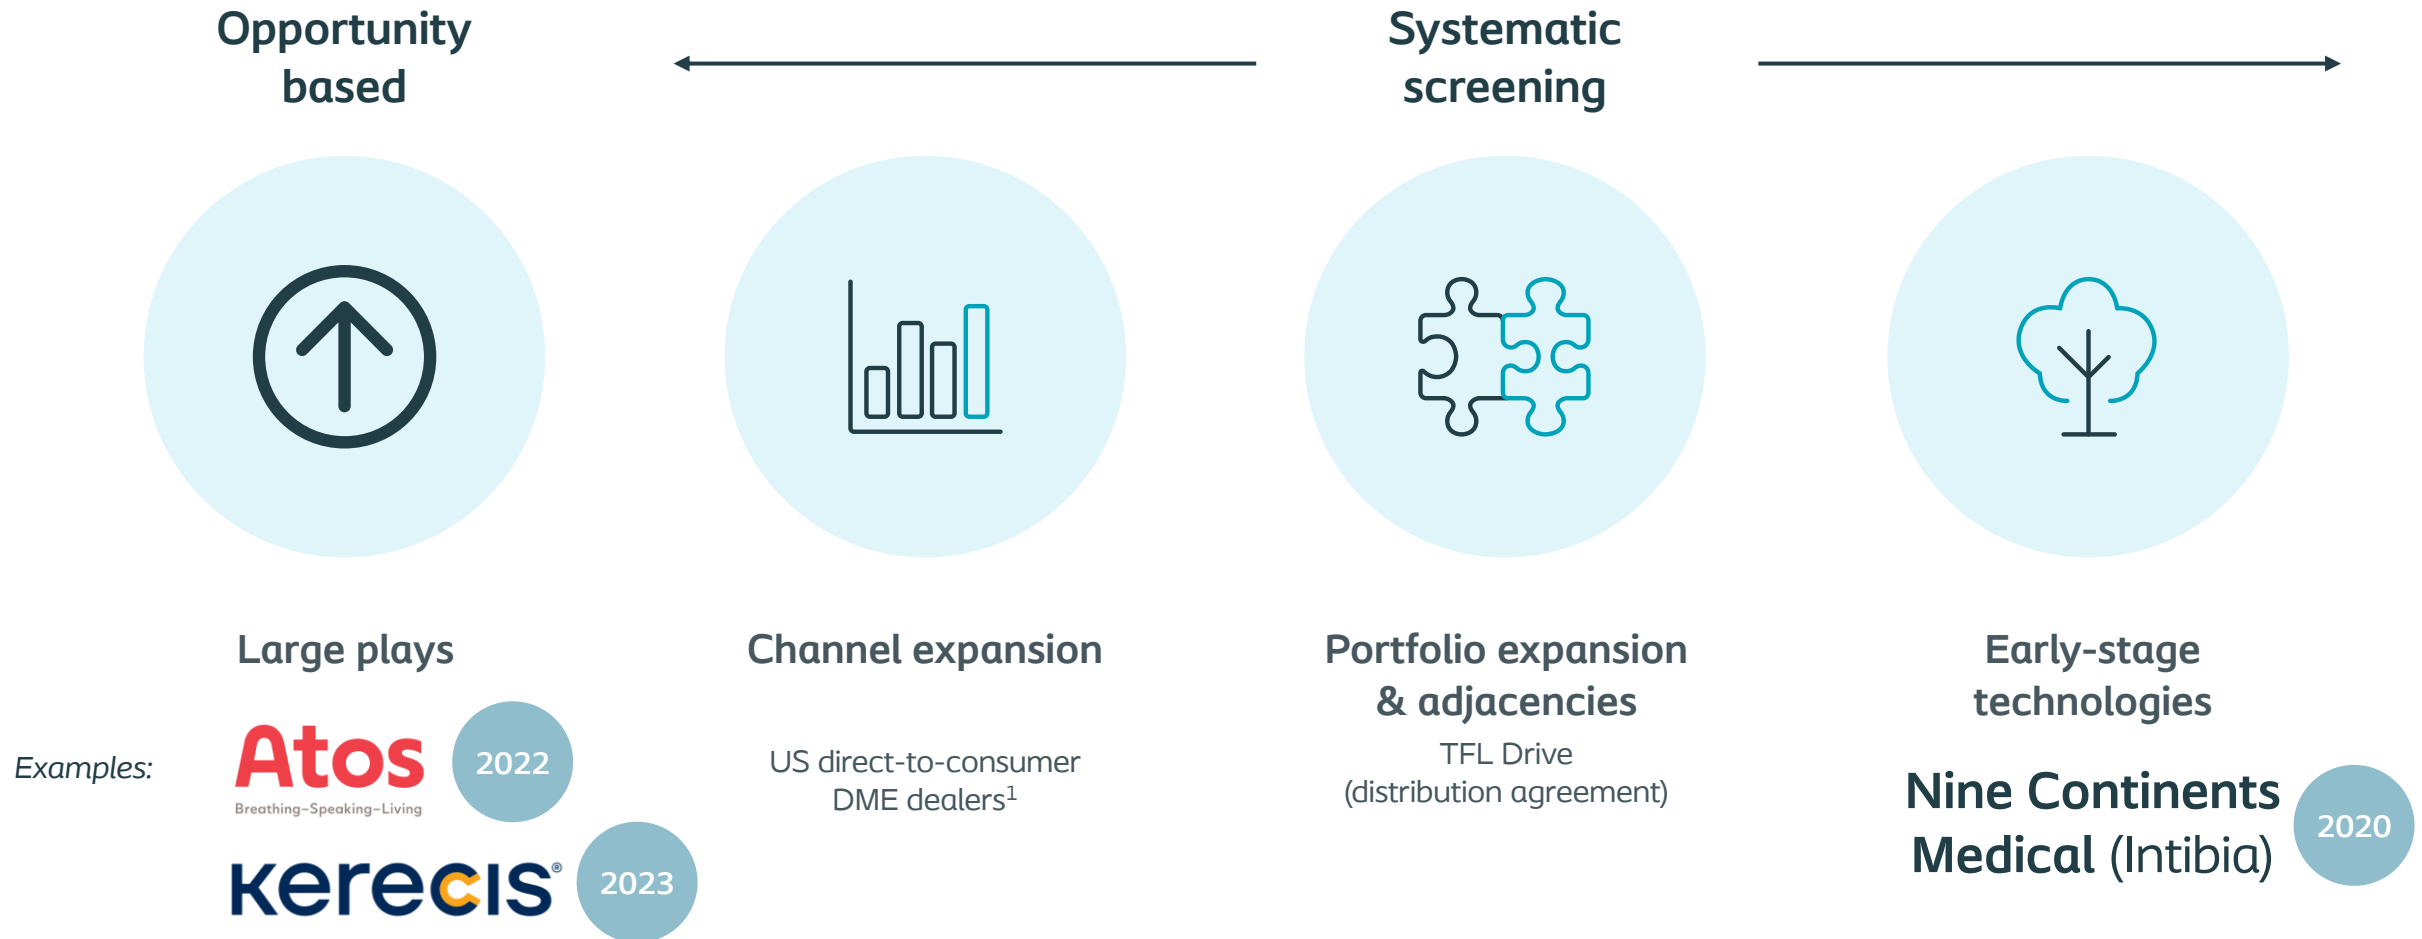 Opportunity
based
Systematic
screening
Large plays
Channel expansion
Portfolio expansion
& adjacencies
Early-stage
technologies
Examples:
Atos
Breathing–Speaking–Living
2022
kerecis®
2023
US direct-to-consumer
DME dealers¹
TFL Drive
(distribution agreement)
Nine Continents
Medical (Intibia)
2020